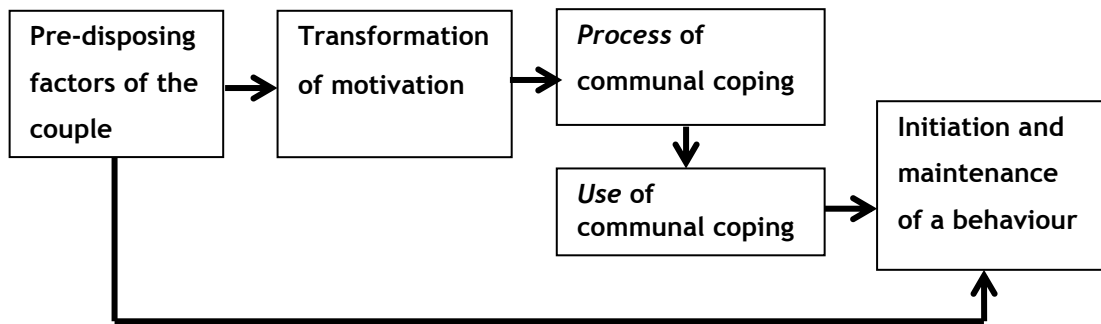 Pre-disposing
factors of the
couple
Transformation
of motivation
Process of
communal coping
Use of
communal coping
Initiation and
maintenance
of a behaviour